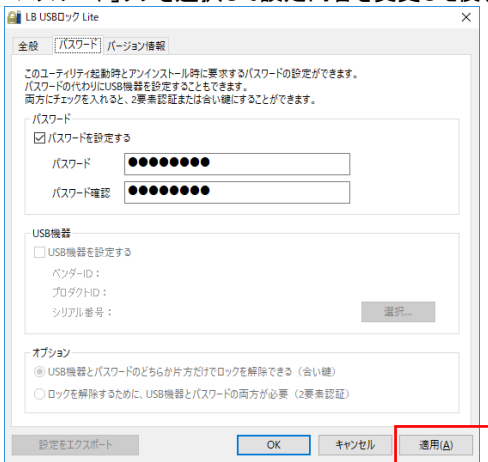 LB USBロック Lite
全般 パスワード バージョン情報
このユーティリティ起動時とアンインストール時に要求するパスワードの設定ができます。
パスワードの代わりにUSB機器を設定することもできます。
両方にチェックを入れると、2要素認証または合い鍵にすることができます。
パスワード
パスワードを設定する
パスワード ●●●●●●●●
パスワード確認 ●●●●●●●●
USB機器
USB機器を設定する
ベンダーID：
プロダクトID：
シリアル番号：
選択...
オプション
USB機器とパスワードのどちらか片方だけでロックを解除できる（合い鍵）
ロックを解除するために、USB機器とパスワードの両方が必要（2要素認証）
設定をエクスポート OK キャンセル 適用(A)